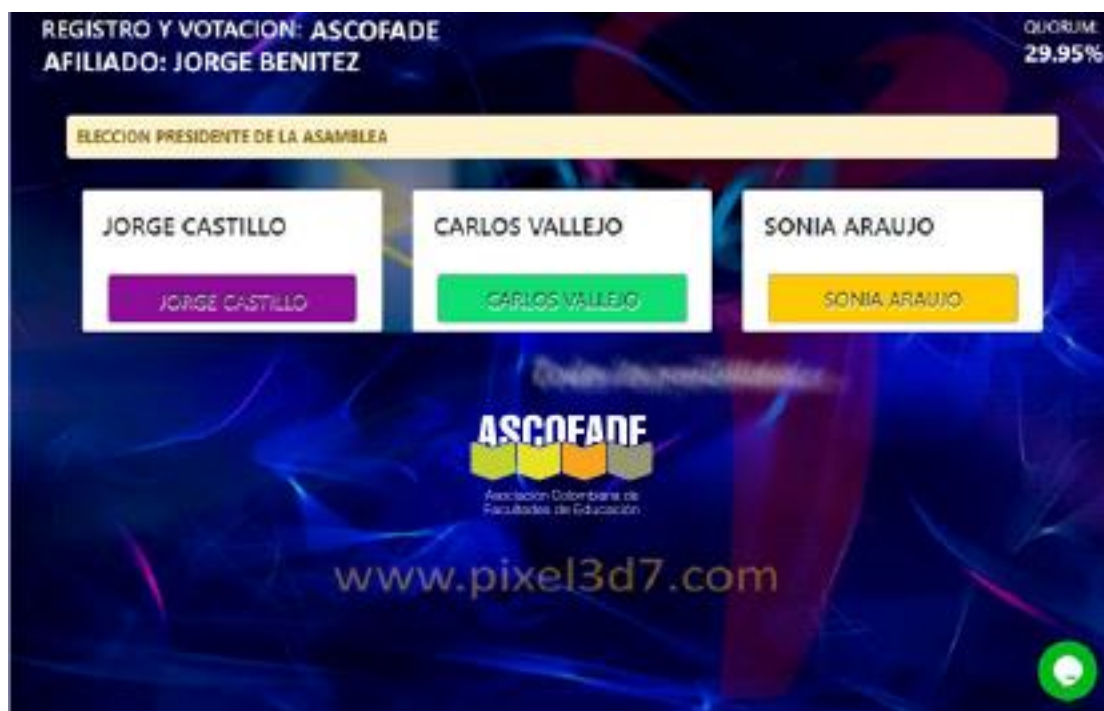 REGISTRO Y VOTACION: ASCOFADE
QUORUM:
AFILIADO: JORGE BENITEZ
29.95%
ELECCION PRESIDENTE DE LA ASAMBLEA
JORGE CASTILLO
CARLOS VALLEJO
SONIA ARAUJO
JORGE CASTILLO
CARLOS VALLEJO
SONIA ARAUJO
ASCOFADE
Asociación Colombiana de
Facultades de Educación
www.pixel3d7.com